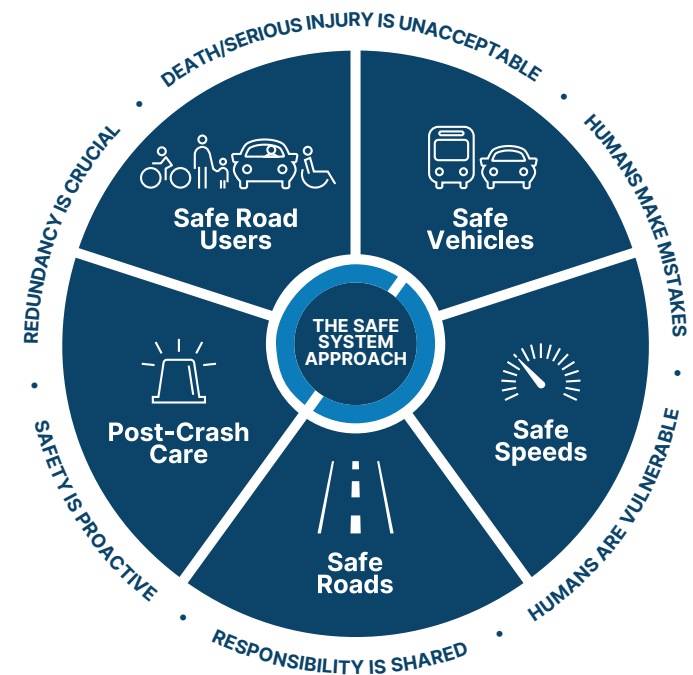 DEATH/SERIOUS INJURY IS UNACCEPTABLE
HUMANS MAKE MISTAKES
HUMANS ARE VULNERABLE
RESPONSIBILITY IS SHARED
SAFETY IS PROACTIVE
REDUNDANCY IS CRUCIAL
Safe Road
Users
Safe
Vehicles
Safe
Speeds
Safe
Roads
Post-Crash
Care
THE SAFE
SYSTEM
APPROACH